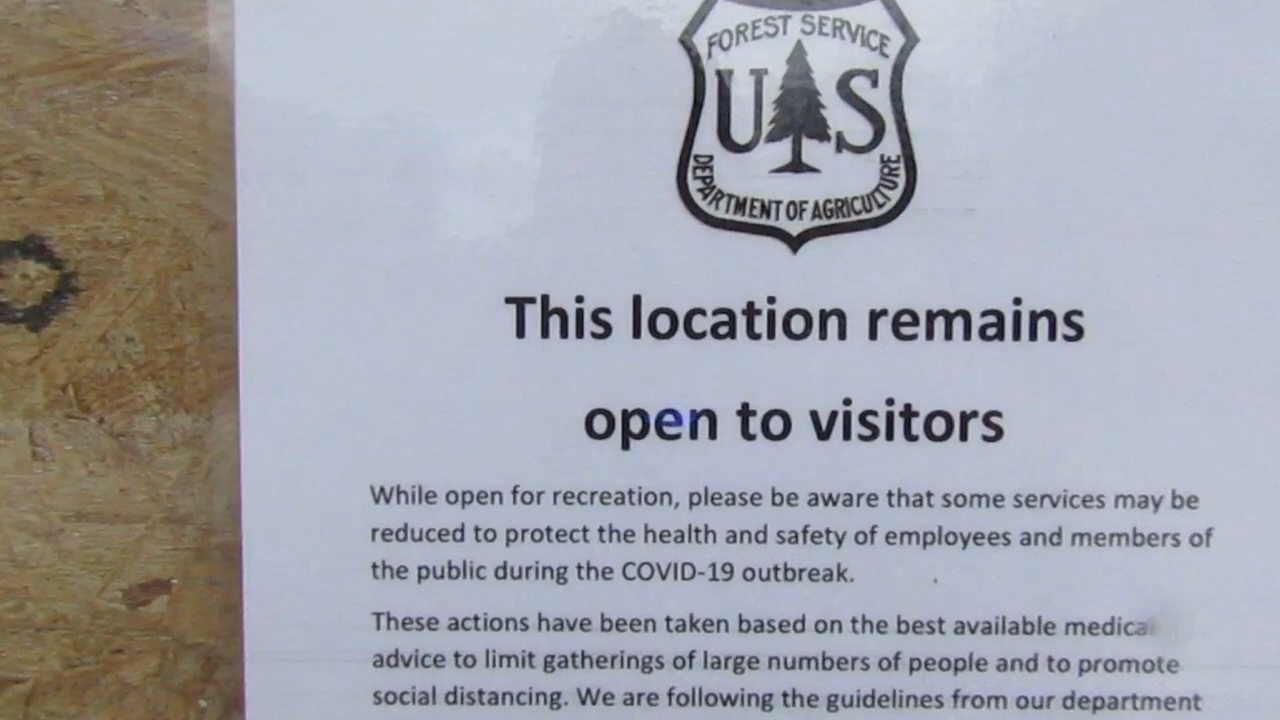 FOREST SERVICE
U S
DEPARTMENT OF AGRICULTURE
This location remains
open to visitors
While open for recreation, please be aware that some services may be
reduced to protect the health and safety of employees and members of
the public during the COVID-19 outbreak.
These actions have been taken based on the best available medical
advice to limit gatherings of large numbers of people and to promote
social distancing. We are following the guidelines from our department